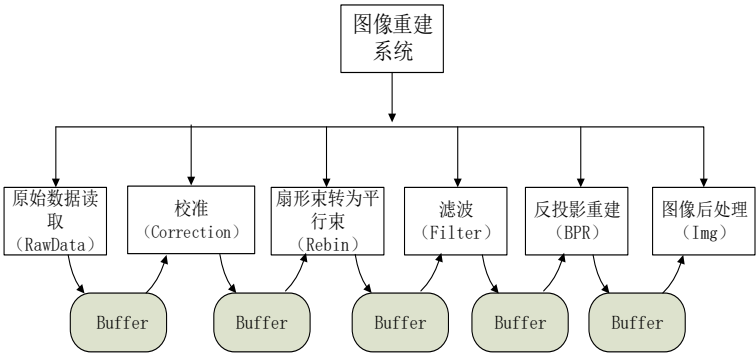 图像重建
系统
原始数据读
取
（RawData）
校准
（Correction）
扇形束转为平
行束
（Rebin）
滤波
（Filter）
反投影重建
（BPR）
图像后处理
（Img）
Buffer
Buffer
Buffer
Buffer
Buffer